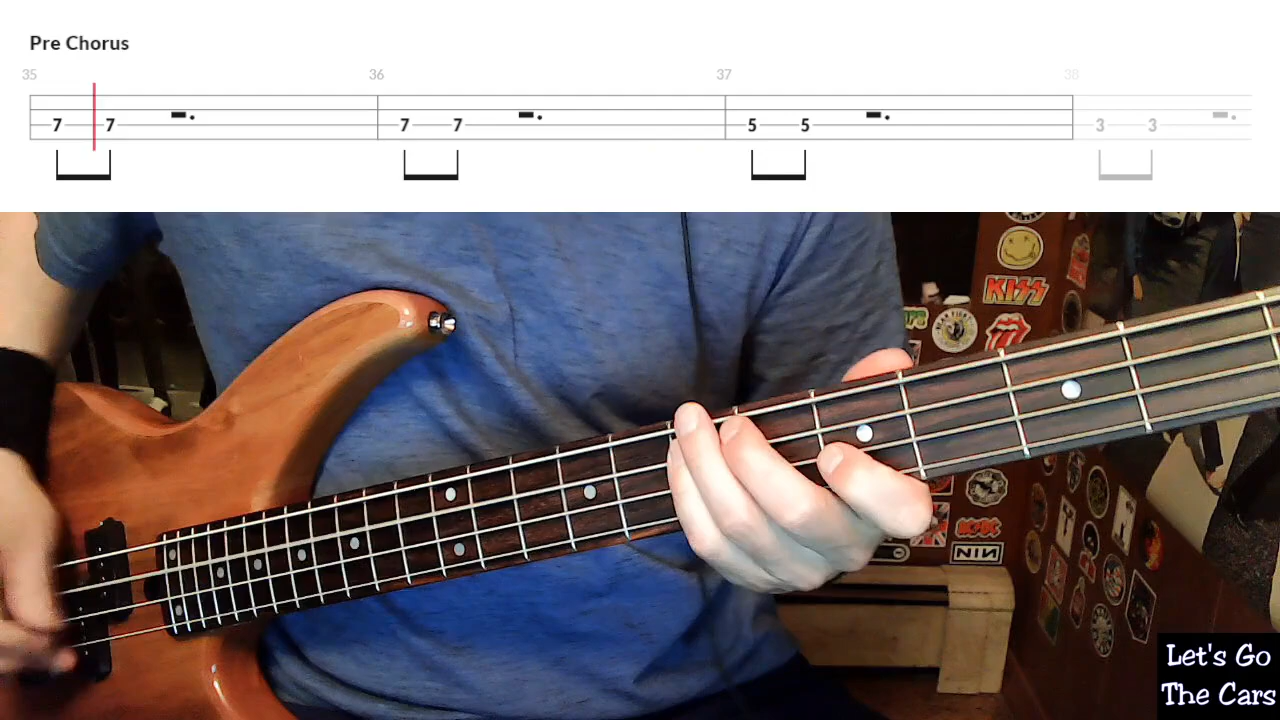 Pre Chorus
35 36 37 38
7 7 7 7 5 5 3 3
KISS
AC/DC
NIN
Let's Go
The Cars